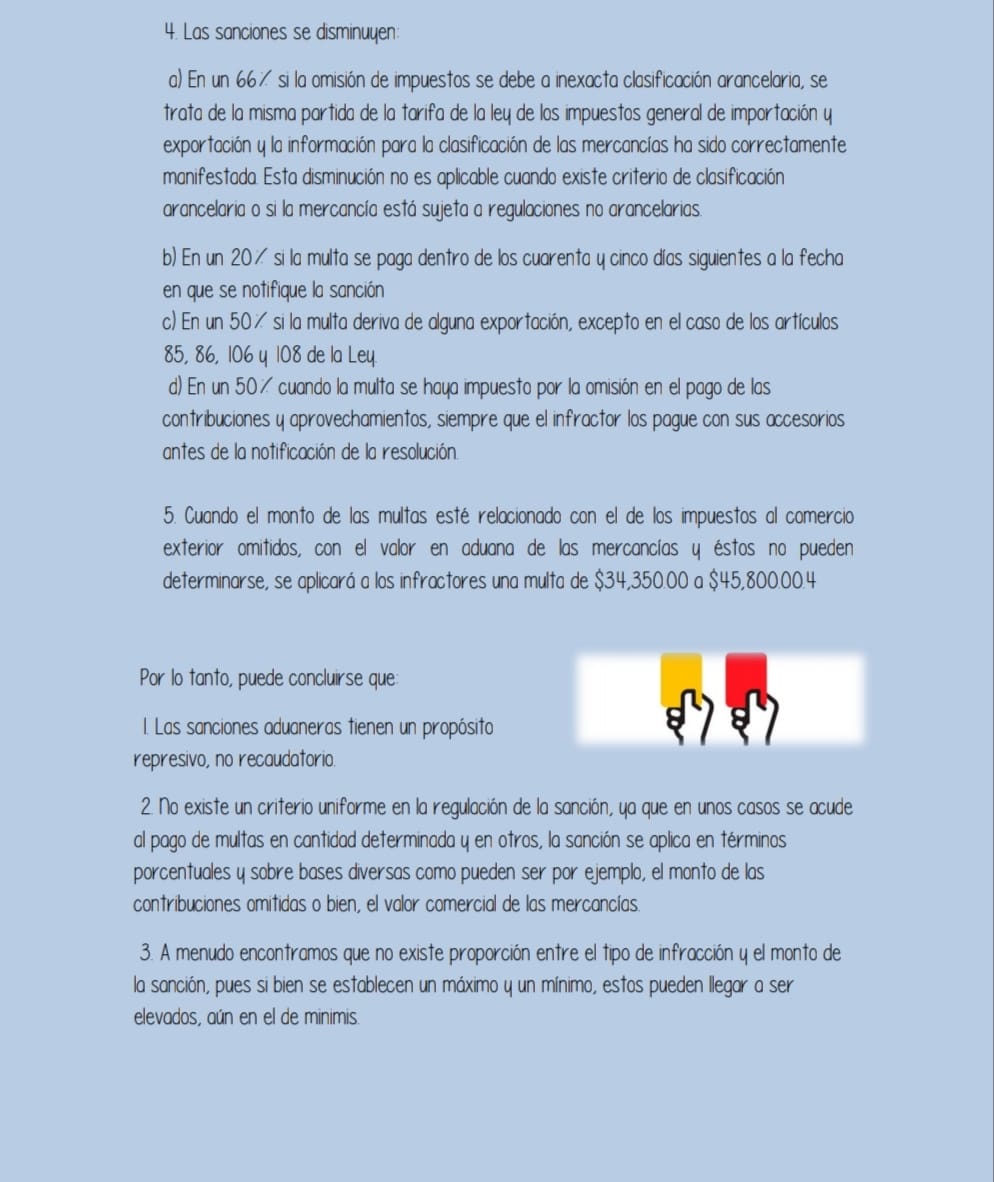 4. Las sanciones se disminuyen:
a) En un 66% si la omisión de impuestos se debe a inexacta clasificación arancelaria, se
trata de la misma partida de la tarifa de la ley de los impuestos general de importación y
exportación y la información para la clasificación de las mercancías ha sido correctamente
manifestada. Esta disminución no es aplicable cuando existe criterio de clasificación
arancelaria o si la mercancía está sujeta a regulaciones no arancelarias.
b) En un 20% si la multa se paga dentro de los cuarenta y cinco días siguientes a la fecha
en que se notifique la sanción
c) En un 50% si la multa deriva de alguna exportación, excepto en el caso de los artículos
85, 86, 106 y 108 de la Ley.
d) En un 50% cuando la multa se haya impuesto por la omisión en el pago de las
contribuciones y aprovechamientos, siempre que el infractor los pague con sus accesorios
antes de la notificación de la resolución.
5. Cuando el monto de las multas esté relacionado con el de los impuestos al comercio
exterior omitidos, con el valor en aduana de las mercancías y éstos no pueden
determinarse, se aplicará a los infractores una multa de $34,350.00 a $45,800.00.4
Por lo tanto, puede concluirse que:
1. Las sanciones aduaneras tienen un propósito
represivo, no recaudatorio.
2. No existe un criterio uniforme en la regulación de la sanción, ya que en unos casos se acude
al pago de multas en cantidad determinada y en otros, la sanción se aplica en términos
porcentuales y sobre bases diversas como pueden ser por ejemplo, el monto de las
contribuciones omitidas o bien, el valor comercial de las mercancías.
3. A menudo encontramos que no existe proporción entre el tipo de infracción y el monto de
la sanción, pues si bien se establecen un máximo y un mínimo, estos pueden llegar a ser
elevados, aún en el de minimis.